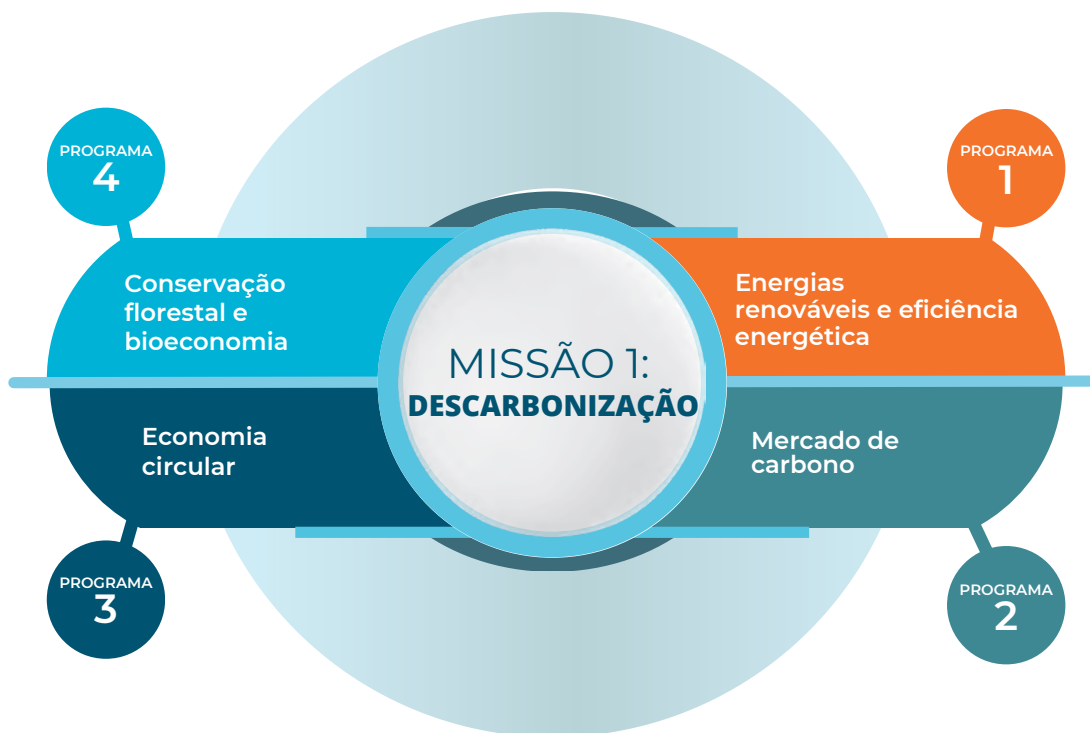 MISSÃO 1:
DESCARBONIZAÇÃO
PROGRAMA
1
Energias
renováveis e eficiência
energética
PROGRAMA
2
Mercado de
carbono
PROGRAMA
3
Economia
circular
PROGRAMA
4
Conservação
florestal e
bioeconomia